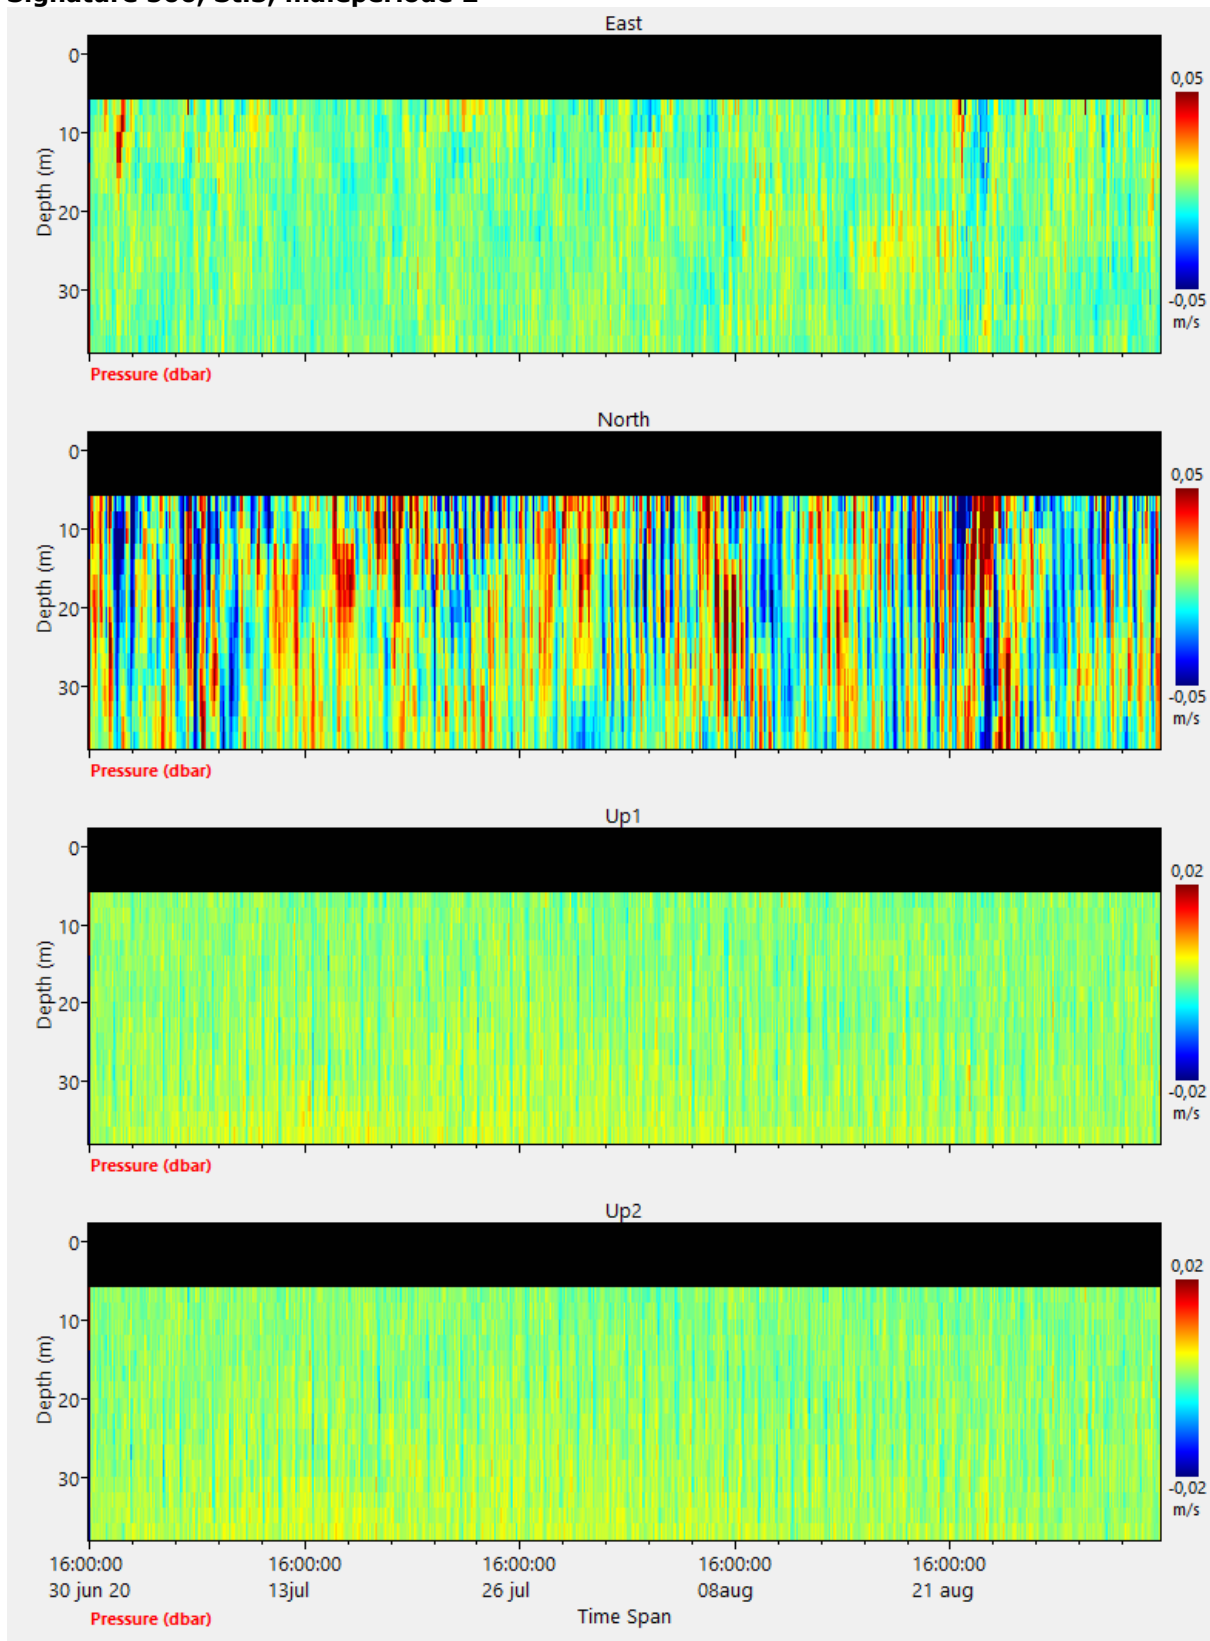 East
0
10
20
30
Depth (m)
0,05
-0,05
m/s
Pressure (dbar)
North
0
10
20
30
Depth (m)
0,05
-0,05
m/s
Pressure (dbar)
Up1
0
10
20
30
Depth (m)
0,02
-0,02
m/s
Pressure (dbar)
Up2
0
10
20
30
Depth (m)
0,02
-0,02
m/s
16:00:00 16:00:00 16:00:00 16:00:00 16:00:00
30 jun 20 13jul 26 jul 08aug 21 aug
Pressure (dbar) Time Span